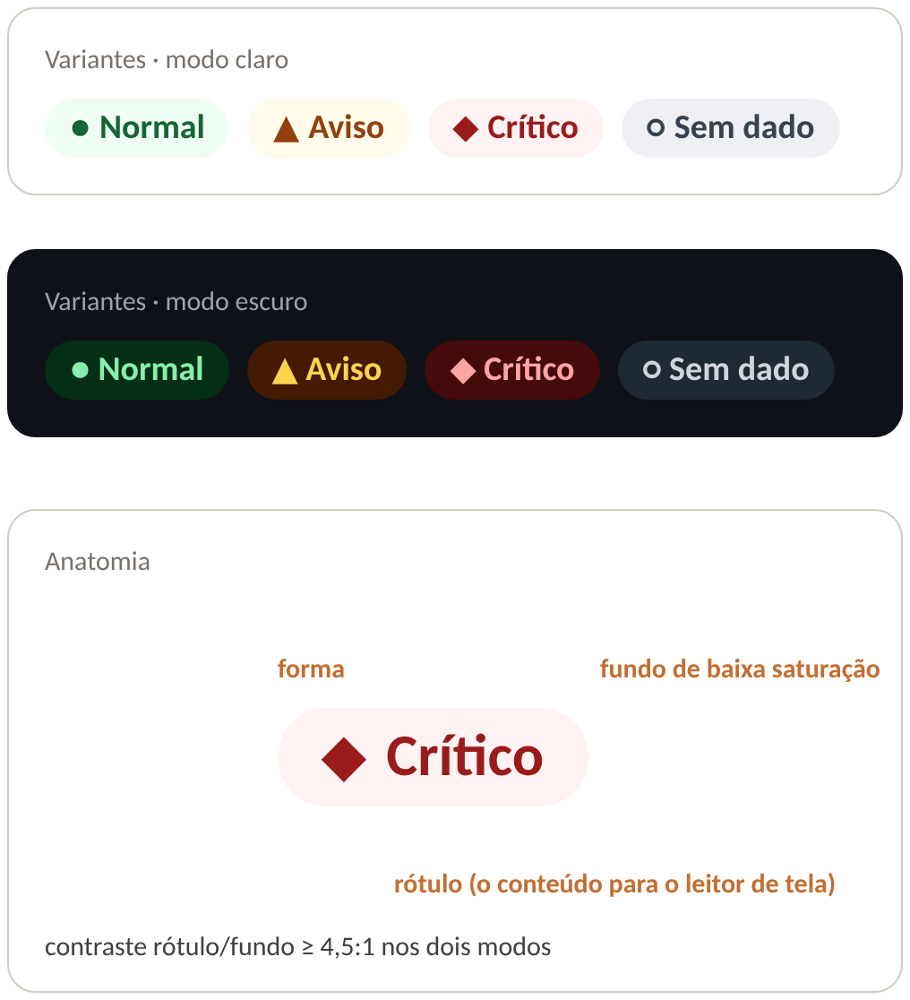 Variantes · modo claro
● Normal ▲ Aviso ◆ Crítico ○ Sem dado
Variantes · modo escuro
● Normal ▲ Aviso ◆ Crítico ○ Sem dado
Anatomia
forma fundo de baixa saturação
◆ Crítico
rótulo (o conteúdo para o leitor de tela)
contraste rótulo/fundo ≥ 4,5:1 nos dois modos